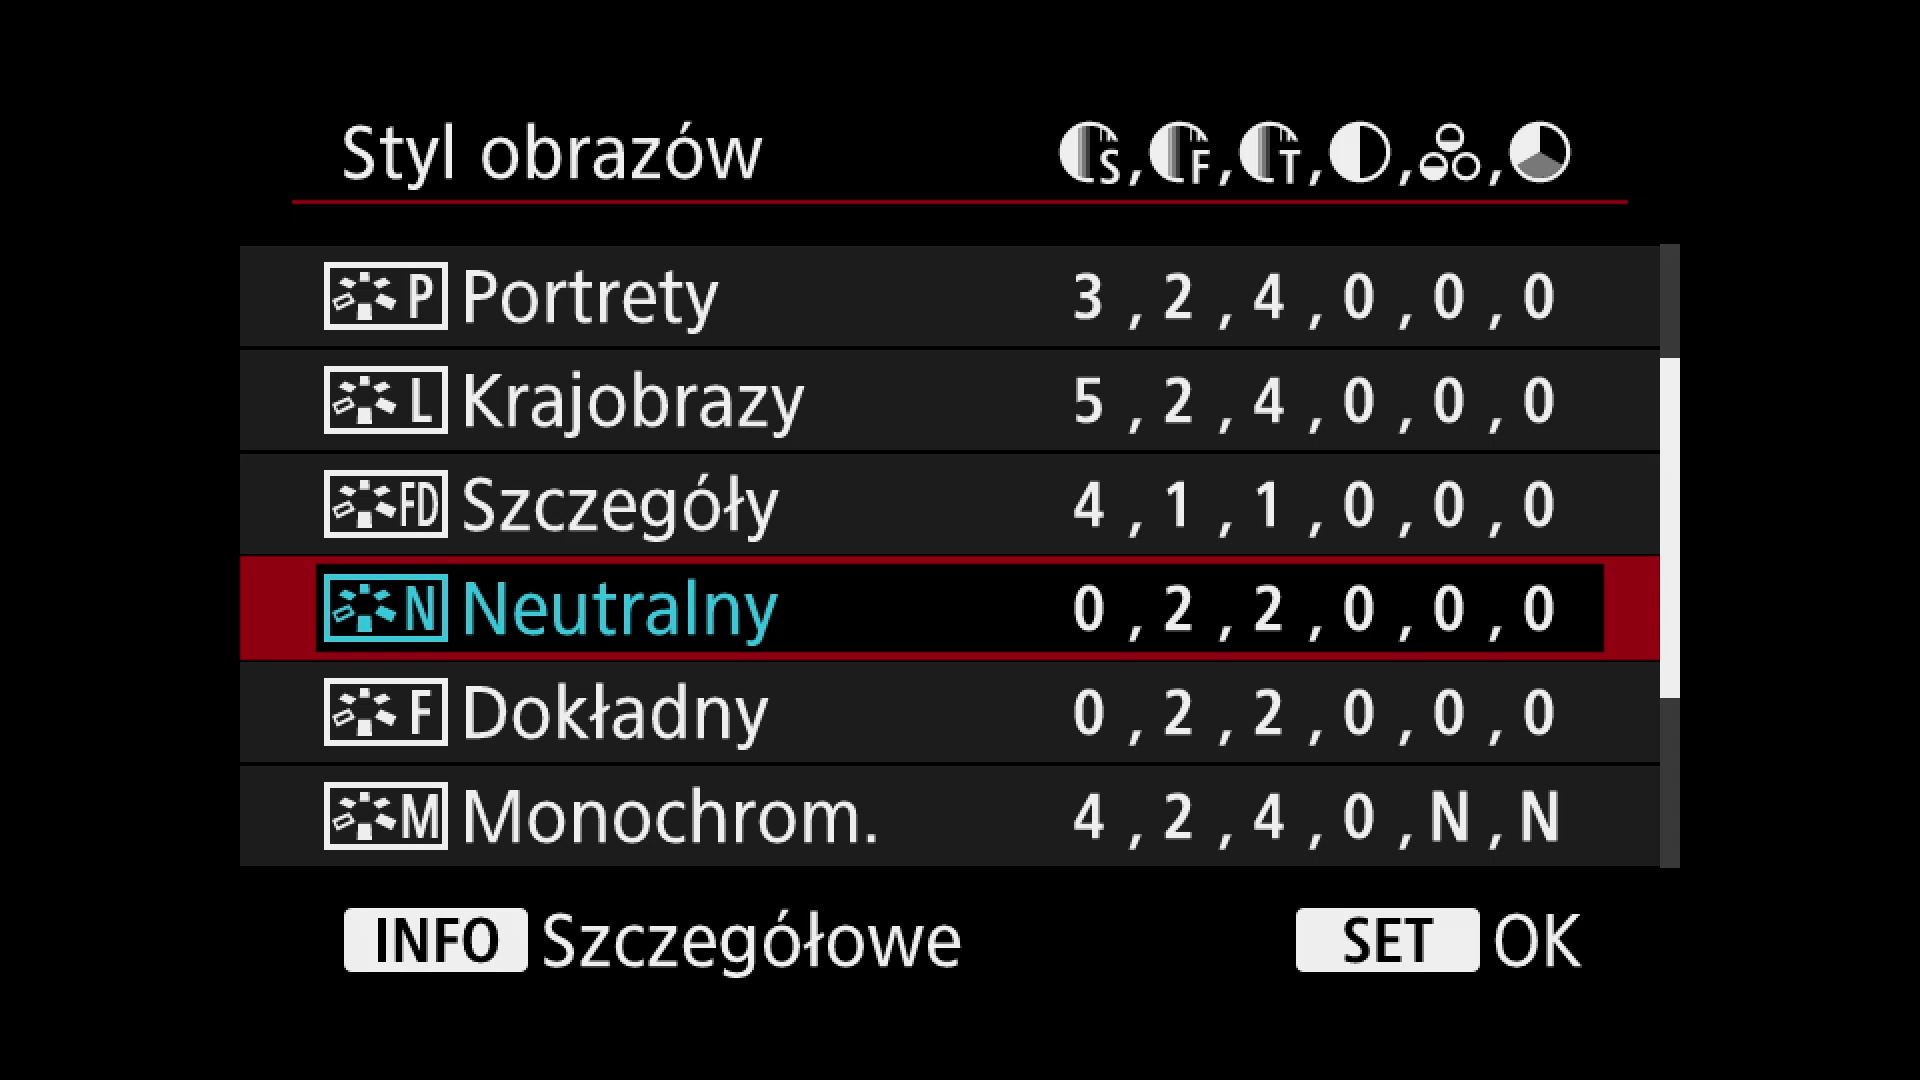 Styl obrazów S, F, T, , ,
P Portrety 3 , 2 , 4 , 0 , 0 , 0
L Krajobrazy 5 , 2 , 4 , 0 , 0 , 0
FD Szczegóły 4 , 1 , 1 , 0 , 0 , 0
N Neutralny 0 , 2 , 2 , 0 , 0 , 0
F Dokładny 0 , 2 , 2 , 0 , 0 , 0
M Monochrom. 4 , 2 , 4 , 0 , N , N
INFO Szczegółowe SET OK